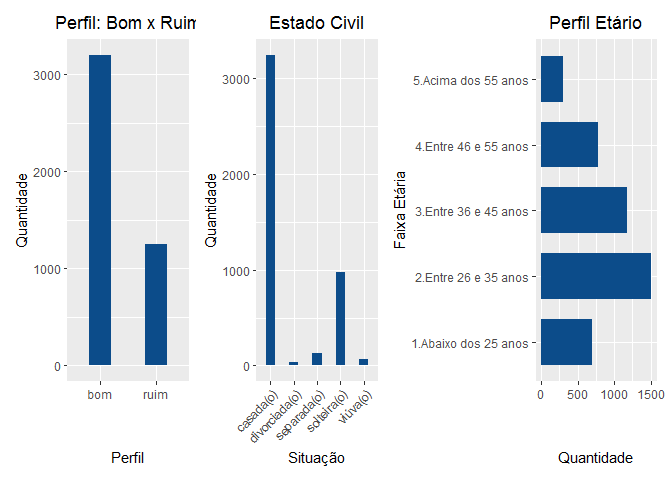 Perfil: Bom x Ruim
Quantidade
3000
2000
1000
0
bom
ruim
Perfil
Estado Civil
Quantidade
3000
2000
1000
0
casada(o)
divorciada(o)
separada(o)
solteira(o)
viúva(o)
Situação
Perfil Etário
Faixa Etária
5.Acima dos 55 anos
4.Entre 46 e 55 anos
3.Entre 36 e 45 anos
2.Entre 26 e 35 anos
1.Abaixo dos 25 anos
0
500
1000
1500
Quantidade